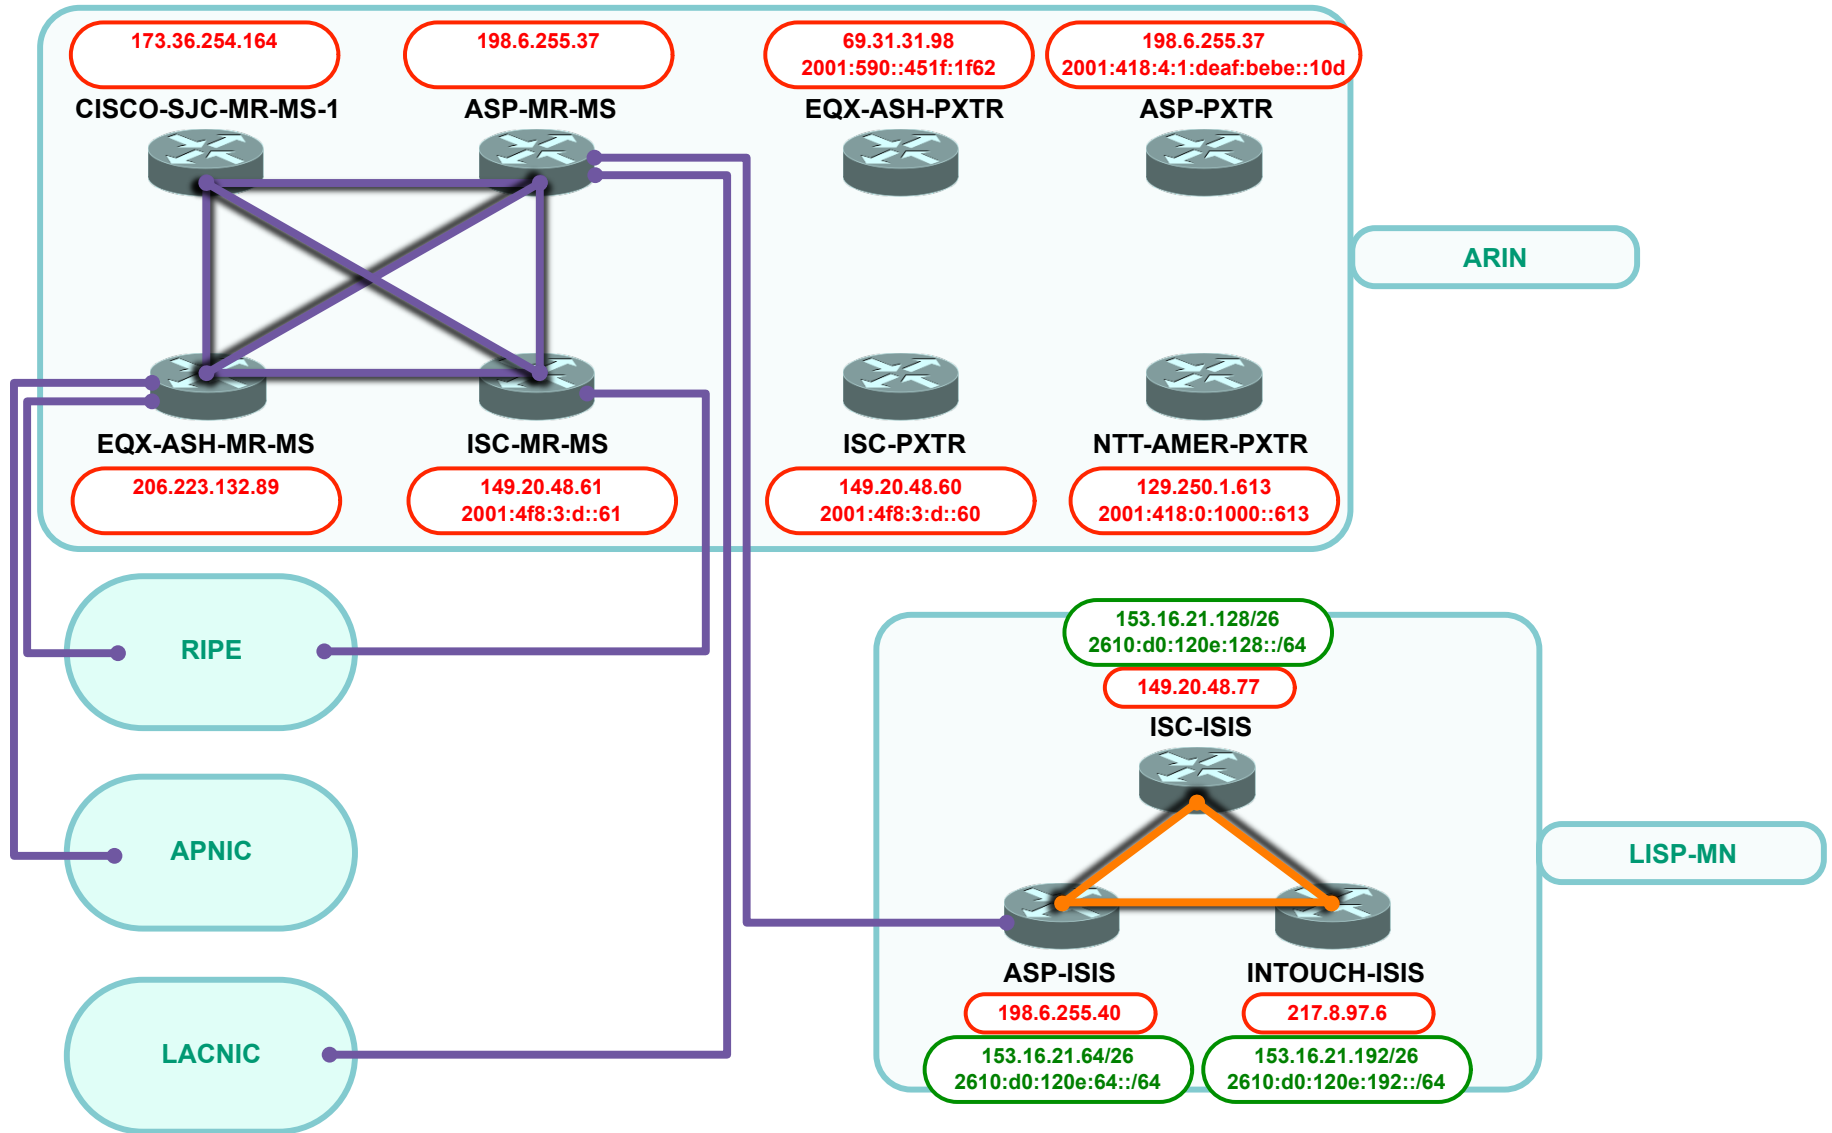 173.36.254.164
198.6.255.37
69.31.31.98
2001:590::451f:1f62
198.6.255.37
2001:418:4:1:deaf:bebe::10d
CISCO-SJC-MR-MS-1
ASP-MR-MS
EQX-ASH-PXTR
ASP-PXTR
ARIN
EQX-ASH-MR-MS
ISC-MR-MS
ISC-PXTR
NTT-AMER-PXTR
206.223.132.89
149.20.48.61
2001:4f8:3:d::61
149.20.48.60
2001:4f8:3:d::60
129.250.1.613
2001:418:0:1000::613
RIPE
APNIC
LACNIC
153.16.21.128/26
2610:d0:120e:128::/64
149.20.48.77
ISC-ISIS
LISP-MN
ASP-ISIS
INTOUCH-ISIS
198.6.255.40
217.8.97.6
153.16.21.64/26
2610:d0:120e:64::/64
153.16.21.192/26
2610:d0:120e:192::/64